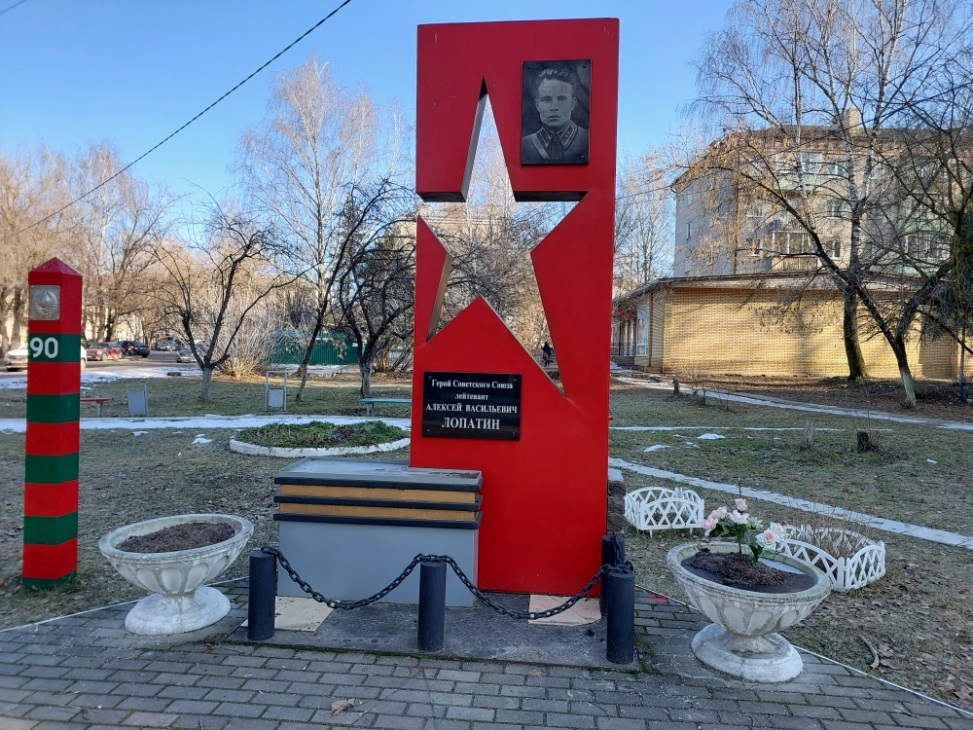 90
Герой Советского Союза
лейтенант
АЛЕКСЕЙ ВАСИЛЬЕВИЧ
ЛОПАТИН